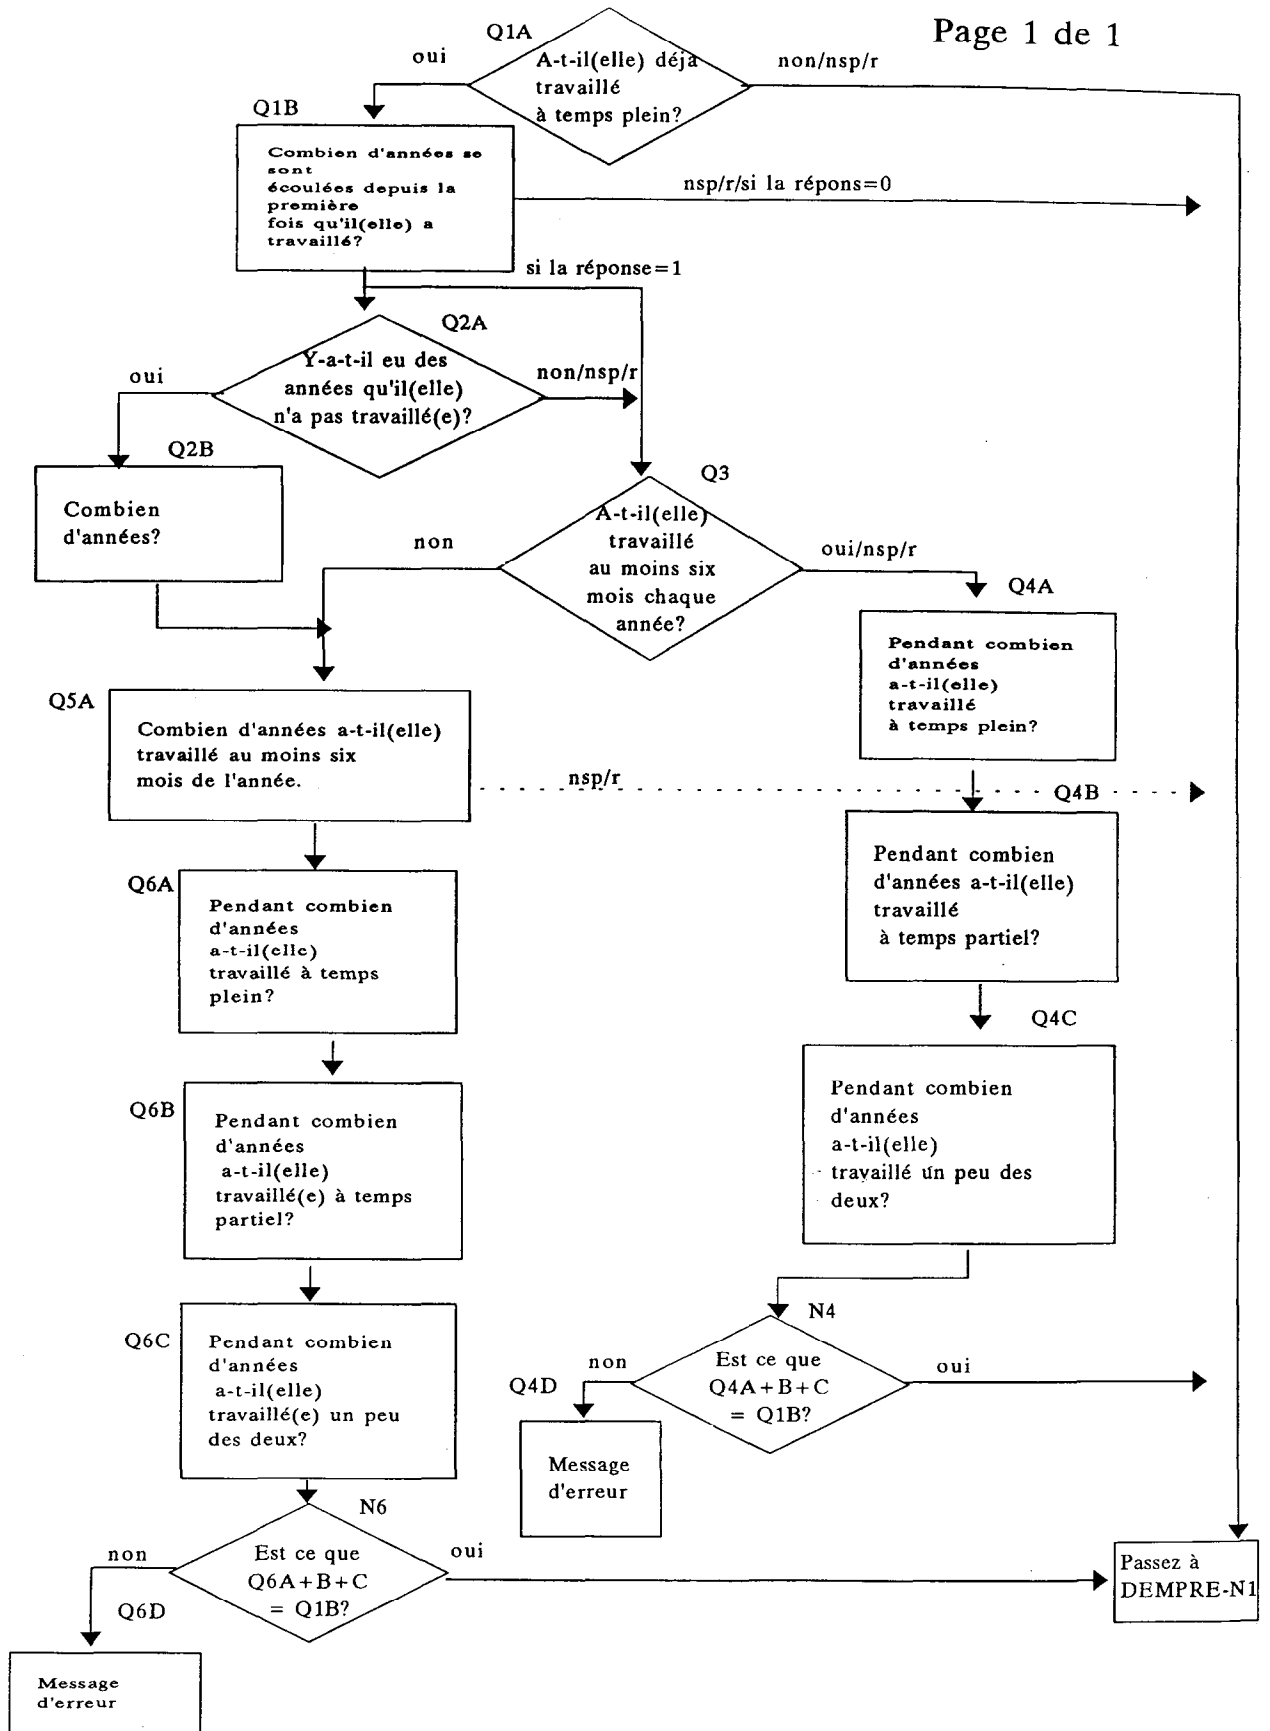 Page 1 de 1
Q1A
A-t-il(elle) déjà
travaillé
à temps plein?
oui
non/nsp/r
Q1B
Combien d'années se
sont
écoulées depuis la
première
fois qu'il(elle) a
travaillé?
nsp/r/si la répons=0
si la réponse=1
Q2A
Y-a-t-il eu des
années qu'il(elle)
n'a pas travaillé(e)?
oui
non/nsp/r
Q2B
Combien
d'années?
Q3
A-t-il(elle)
travaillé
au moins six
mois chaque
année?
non
oui/nsp/r
Q4A
Pendant combien
d'années
a-t-il(elle)
travaillé
à temps plein?
Q5A
Combien d'années a-t-il(elle)
travaillé au moins six
mois de l'année.
nsp/r
Q4B
Pendant combien
d'années a-t-il(elle)
travaillé
à temps partiel?
Q6A
Pendant combien
d'années
a-t-il(elle)
travaillé à temps
plein?
Q4C
Pendant combien
d'années
a-t-il(elle)
travaillé un peu des
deux?
Q6B
Pendant combien
d'années
a-t-il(elle)
travaillé(e) à temps
partiel?
Q6C
Pendant combien
d'années
a-t-il(elle)
travaillé(e) un peu
des deux?
N4
Est ce que
Q4A+B+C
= Q1B?
non
oui
Q4D
Message
d'erreur
N6
Est ce que
Q6A+B+C
= Q1B?
non
oui
Q6D
Message
d'erreur
Passez à
DEMPRE-N1